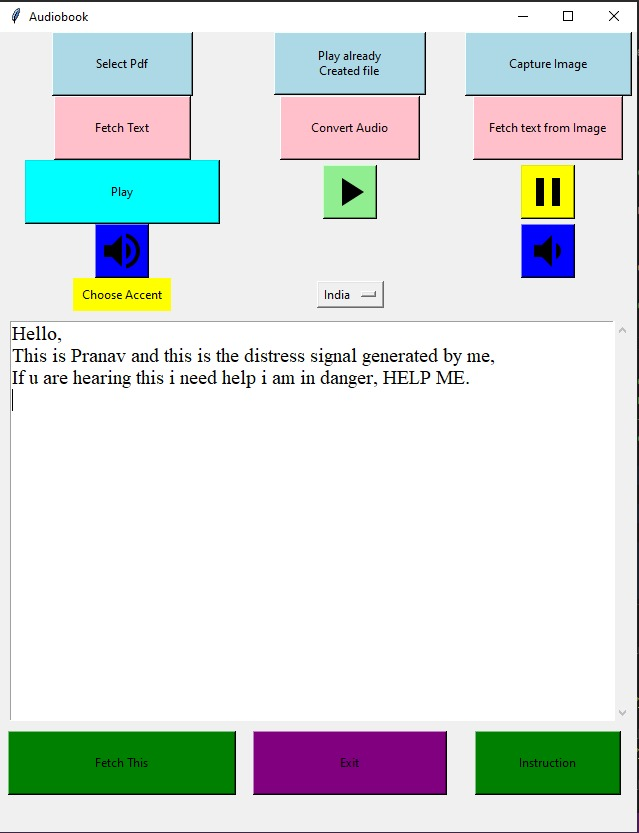 Audiobook
Select Pdf
Play already
Created file
Capture Image
Fetch Text
Convert Audio
Fetch text from Image
Play
Choose Accent
India
Hello,
This is Pranav and this is the distress signal generated by me,
If u are hearing this i need help i am in danger, HELP ME.
Fetch This
Exit
Instruction